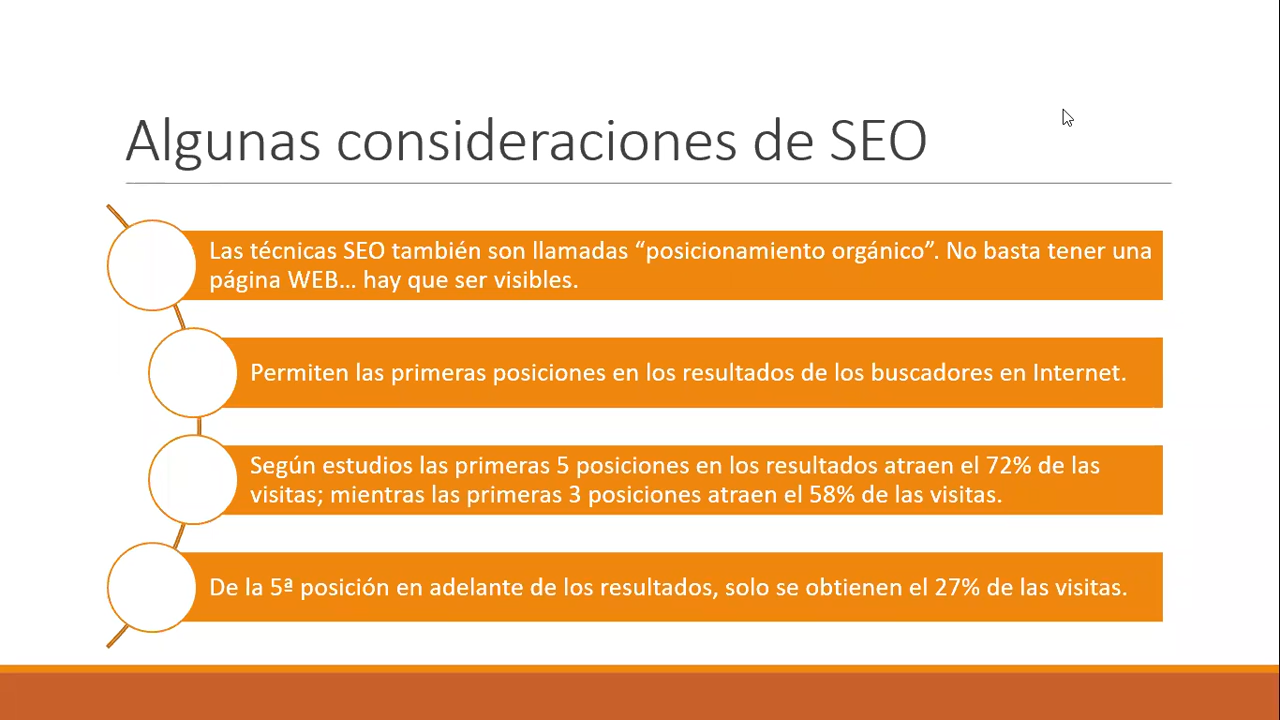 Algunas consideraciones de SEO
Las técnicas SEO también son llamadas “posicionamiento orgánico”. No basta tener una
página WEB... hay que ser visibles.
Permiten las primeras posiciones en los resultados de los buscadores en Internet.
Según estudios las primeras 5 posiciones en los resultados atraen el 72% de las
visitas; mientras las primeras 3 posiciones atraen el 58% de las visitas.
De la 5ª posición en adelante de los resultados, solo se obtienen el 27% de las visitas.